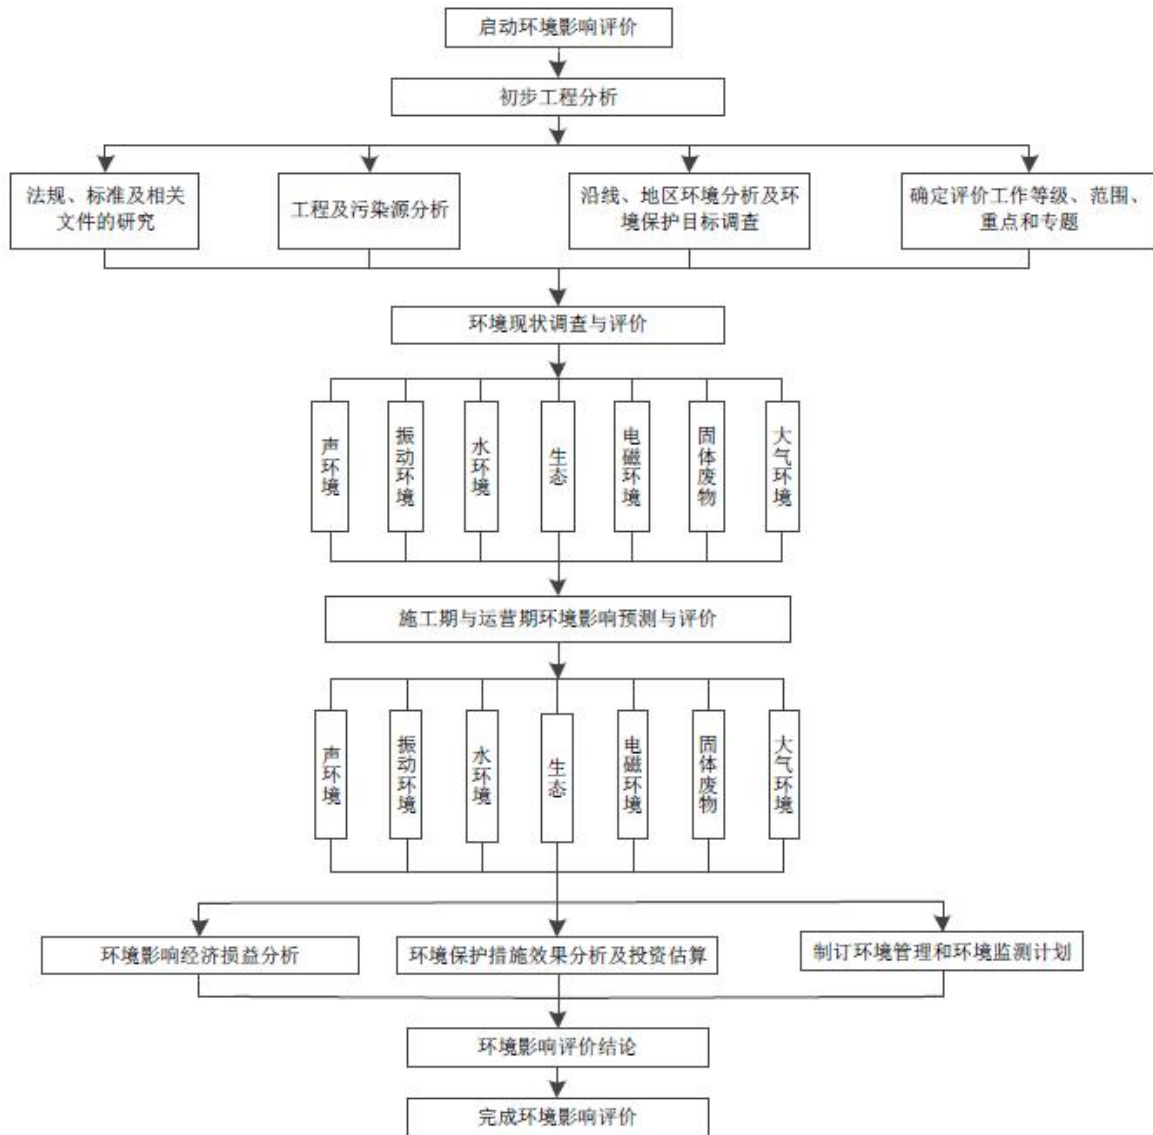 启动环境影响评价
初步工程分析
法规、标准及相关
文件的研究
工程及污染源分析
沿线、地区环境分析及环
境保护目标调查
确定评价工作等级、范围、
重点和专题
环境现状调查与评价
声环境
振动环境
水环境
生态
电磁环境
固体废物
大气环境
施工期与运营期环境影响预测与评价
声环境
振动环境
水环境
生态
电磁环境
固体废物
大气环境
环境影响经济损益分析
环境保护措施效果分析及投资估算
制订环境管理和环境监测计划
环境影响评价结论
完成环境影响评价